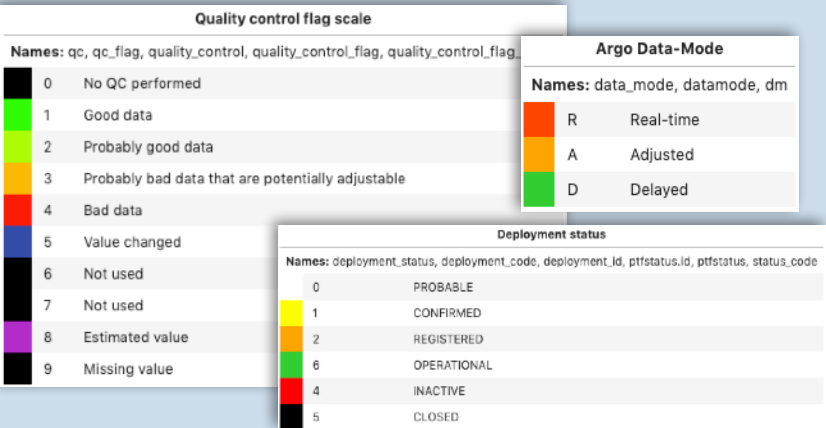 Quality control flag scale
Names: qc, qc_flag, quality_control, quality_control_flag, quality_control_flag_
0 No QC performed
1 Good data
2 Probably good data
3 Probably bad data that are potentially adjustable
4 Bad data
5 Value changed
6 Not used
7 Not used
8 Estimated value
9 Missing value
Argo Data-Mode
Names: data_mode, datamode, dm
R Real-time
A Adjusted
D Delayed
Deployment status
Names: deployment_status, deployment_code, deployment_id, ptfstatus.id, ptfstatus, status_code
0 PROBABLE
1 CONFIRMED
2 REGISTERED
6 OPERATIONAL
4 INACTIVE
5 CLOSED